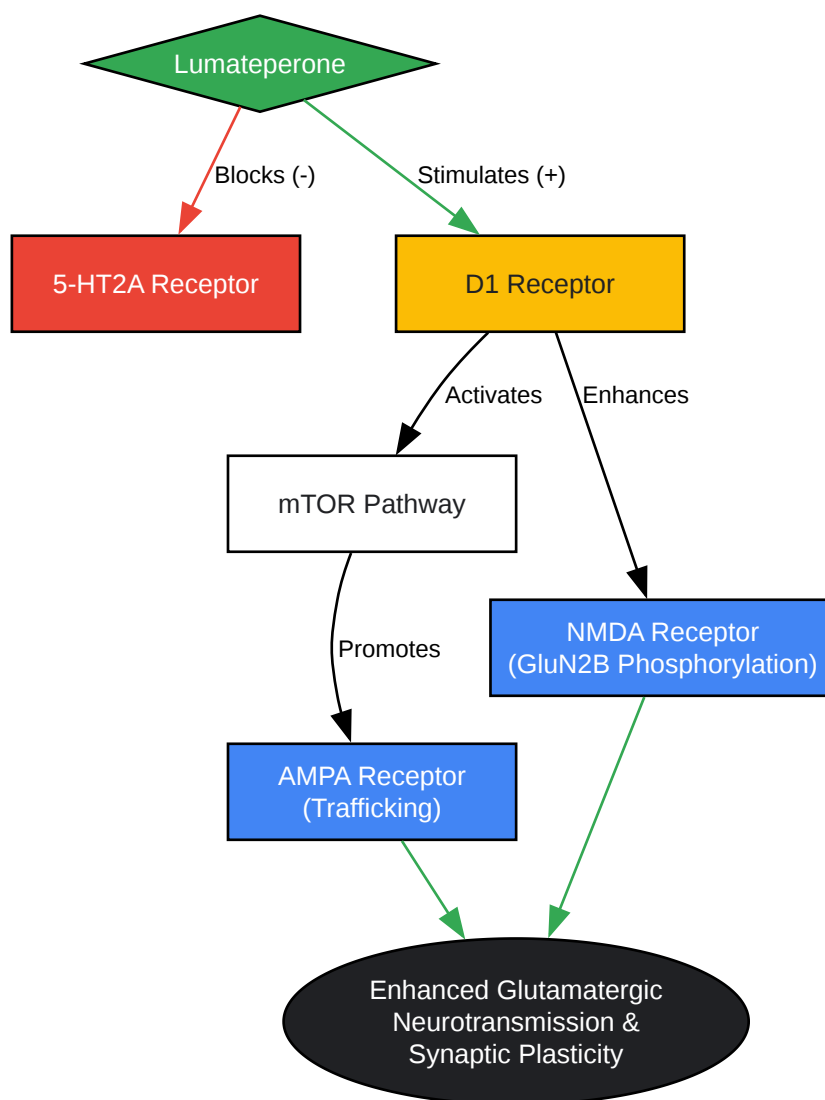 Lumateperone
Blocks (-)
Stimulates (+)
5-HT2A Receptor
D1 Receptor
Activates
Enhances
mTOR Pathway
NMDA Receptor
(GluN2B Phosphorylation)
Promotes
AMPA Receptor
(Trafficking)
Enhanced Glutamatergic
Neurotransmission &
Synaptic Plasticity